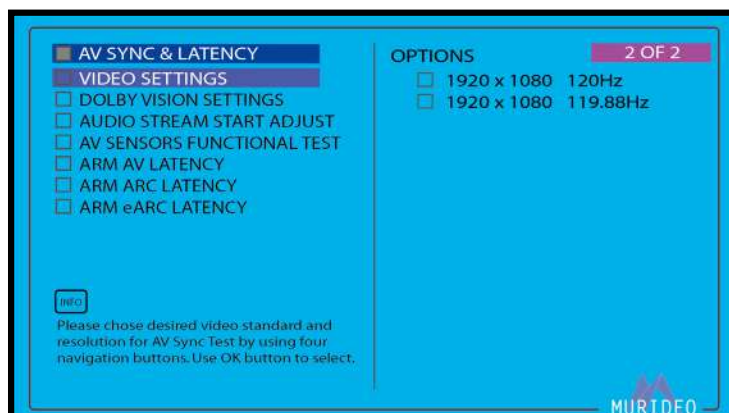 AV SYNC & LATENCY
VIDEO SETTINGS
DOLBY VISION SETTINGS
AUDIO STREAM START ADJUST
AV SENSORS FUNCTIONAL TEST
ARM AV LATENCY
ARM ARC LATENCY
ARM eARC LATENCY
INFO
Please chose desired video standard and
resolution for AV Sync Test by using four
navigation buttons. Use OK button to select.
OPTIONS 2 OF 2
1920 x 1080 120Hz
1920 x 1080 119.88Hz
MURIDEO